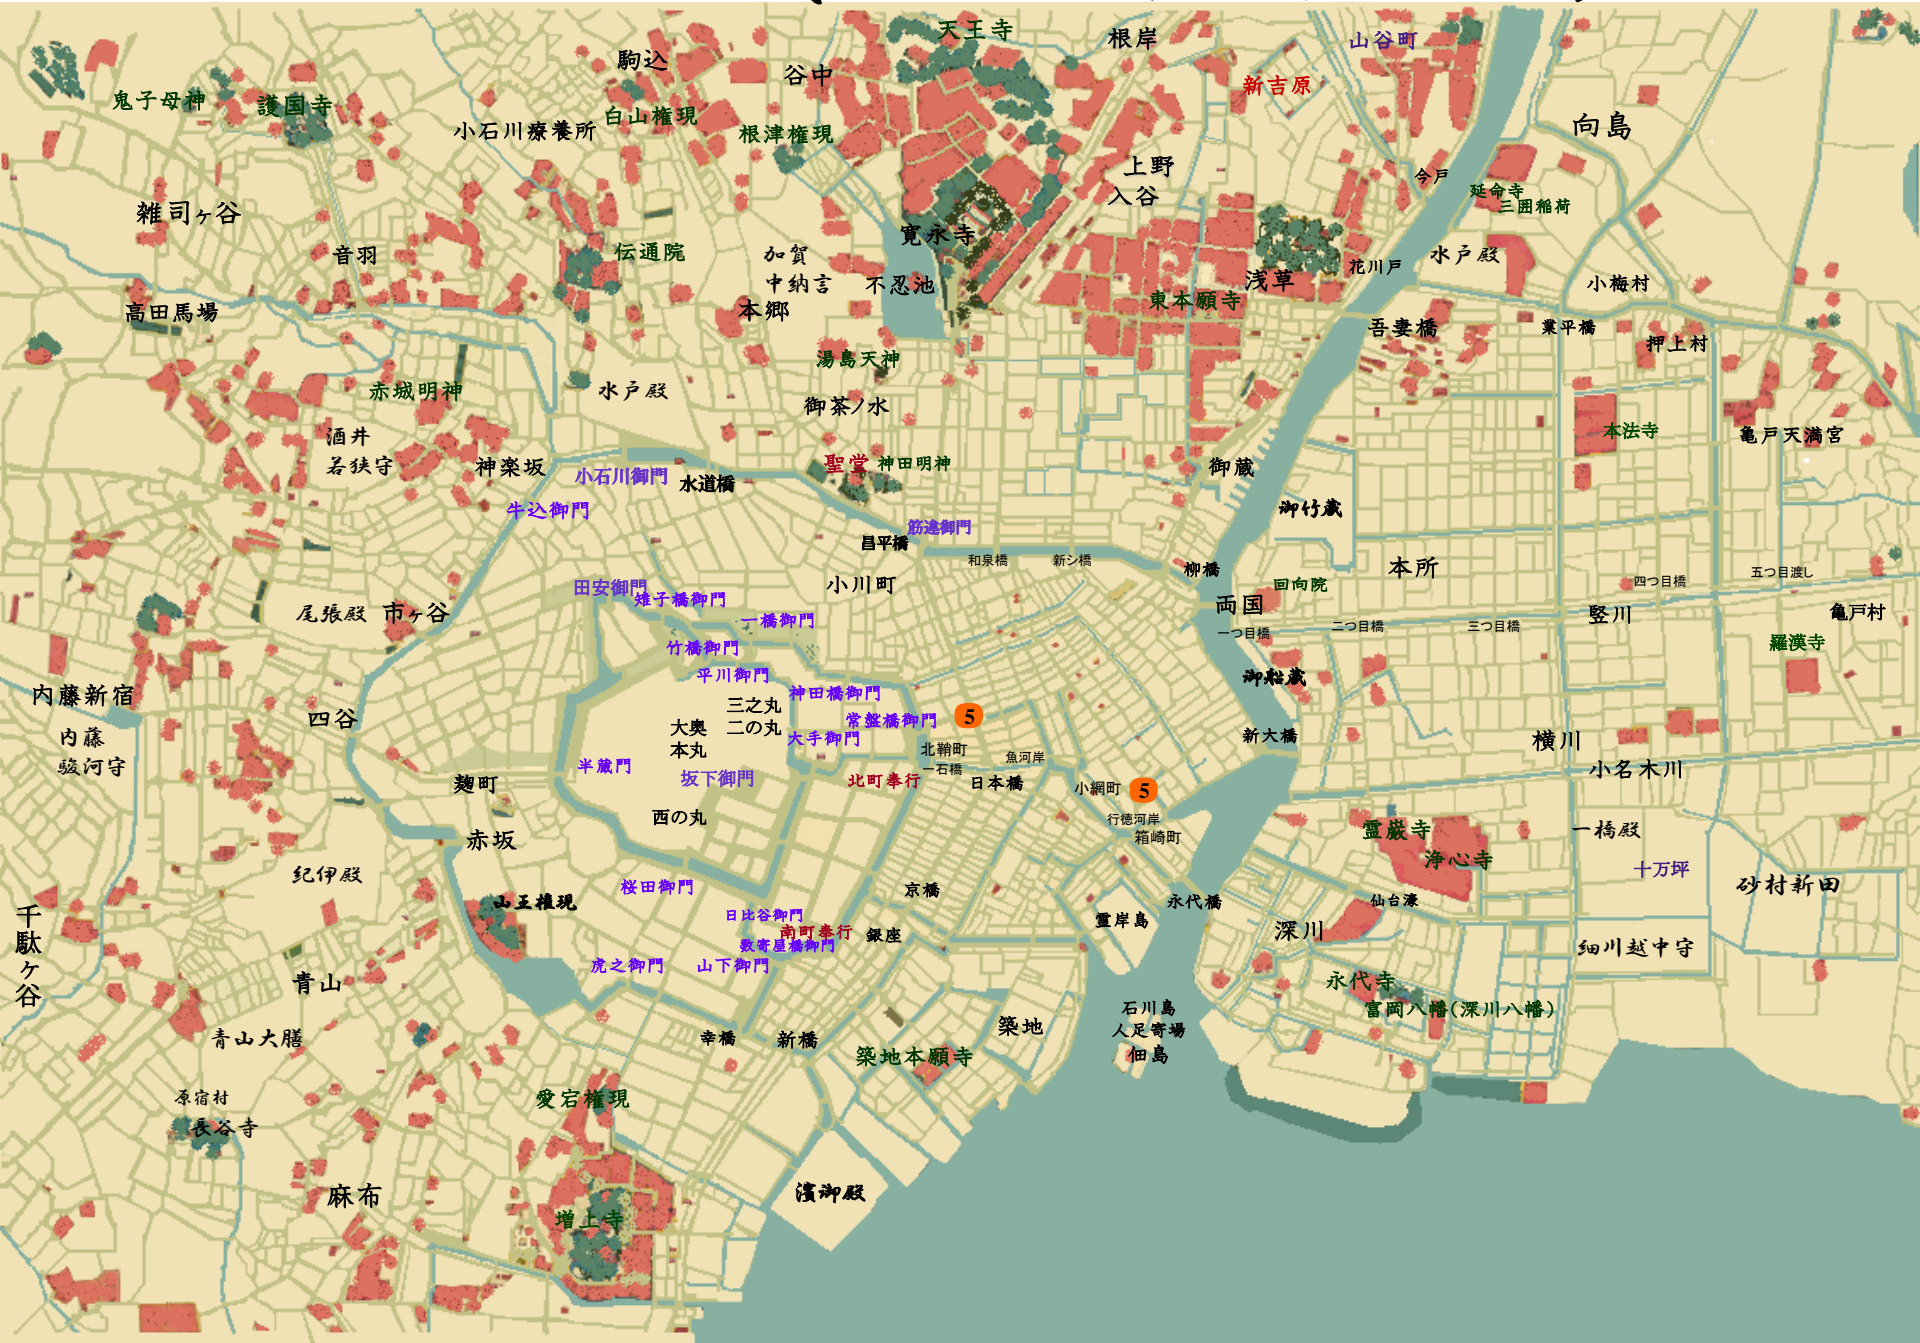 天王寺
根岸
山谷町
駒込
谷中
新吉原
鬼子母神
護国寺
小石川療養所
白山権現
根津権現
向島
上野
入谷
今戸
延命寺
三囲稲荷
雑司ヶ谷
音羽
伝通院
加賀
中納言
寛永寺
不忍池
浅草
花川戸
水戸殿
小梅村
高田馬場
本郷
東本願寺
吾妻橋
業平橋
押上村
湯島天神
赤城明神
水戸殿
御茶ノ水
酒井
若狭守
神楽坂
小石川御門
水道橋
聖堂
神田明神
御蔵
本法寺
亀戸天満宮
牛込御門
筋違御門
昌平橋
和泉橋
新シ橋
柳橋
御竹蔵
本所
回向院
四つ目橋
五つ目渡し
小川町
田安御門
雉子橋御門
一橋御門
両国
一つ目橋
二つ目橋
三つ目橋
竪川
亀戸村
尾張殿
市ヶ谷
竹橋御門
平川御門
神田橋御門
御船蔵
羅漢寺
内藤新宿
四谷
三之丸
大奥
二の丸
本丸
常盤橋御門
大手御門
5
北鞘町
一石橋
魚河岸
新大橋
横川
内藤
駿河守
半蔵門
坂下御門
北町奉行
日本橋
小網町
5
小名木川
麹町
西の丸
行徳河岸
箱崎町
霊巌寺
浄心寺
一橋殿
赤坂
紀伊殿
桜田御門
京橋
永代橋
仙台濠
十万坪
砂村新田
山王権現
日比谷御門
南町奉行
数寄屋橋御門
銀座
霊岸島
深川
細川越中守
千駄ヶ谷
虎之御門
山下御門
青山
永代寺
富岡八幡(深川八幡)
石川島
人足寄場
佃島
青山大膳
幸橋
新橋
築地
築地本願寺
原宿村
長谷寺
愛宕権現
麻布
増上寺
濱御殿